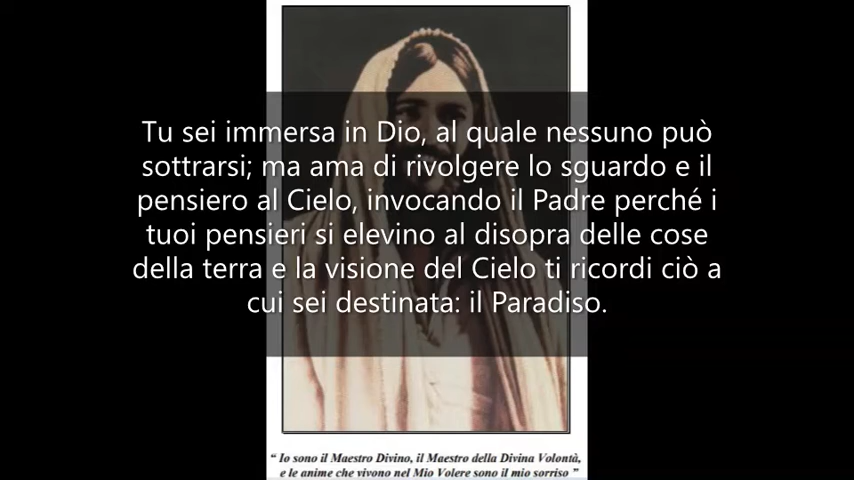 Tu sei immersa in Dio, al quale nessuno può
sottrarsi; ma ama di rivolgere lo sguardo e il
pensiero al Cielo, invocando il Padre perché i
tuoi pensieri si elevino al disopra delle cose
della terra e la visione del Cielo ti ricordi ciò a
cui sei destinata: il Paradiso.
“ Io sono il Maestro Divino, il Maestro della Divina Volontà,
e le anime che vivono nel Mio Volere sono il mio sorriso ”